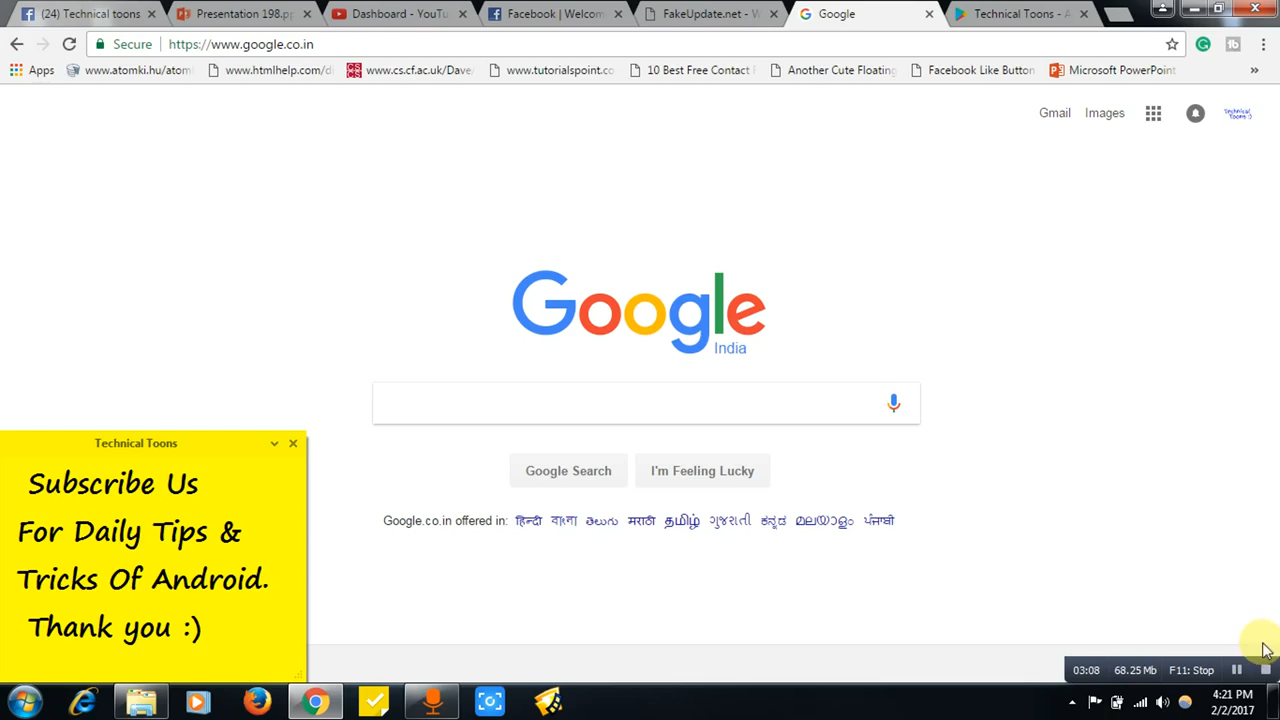 (24) Technical toons
Presentation 198.pp
Dashboard - YouTu
Facebook | Welcom
FakeUpdate.net - W
Google
Technical Toons - A
Secure
https://www.google.co.in
Apps
www.atomki.hu/atom
www.htmlhelp.com/d
www.cs.cf.ac.uk/Dave
www.tutorialspoint.co
10 Best Free Contact F
Another Cute Floating
Facebook Like Button
Microsoft PowerPoint
Gmail
Images
Technical
Toons :)
Google
India
Google Search
I'm Feeling Lucky
Google.co.in offered in: हिन्दी বাংলা తెలుగు मराठी தமிழ் ગુજરાતી ಕನ್ನಡ മലയാളം ਪੰਜਾਬੀ
Technical Toons
Subscribe Us
For Daily Tips &
Tricks Of Android.
Thank you :)
03:08
68.25 Mb
F11: Stop
4:21 PM
2/2/2017